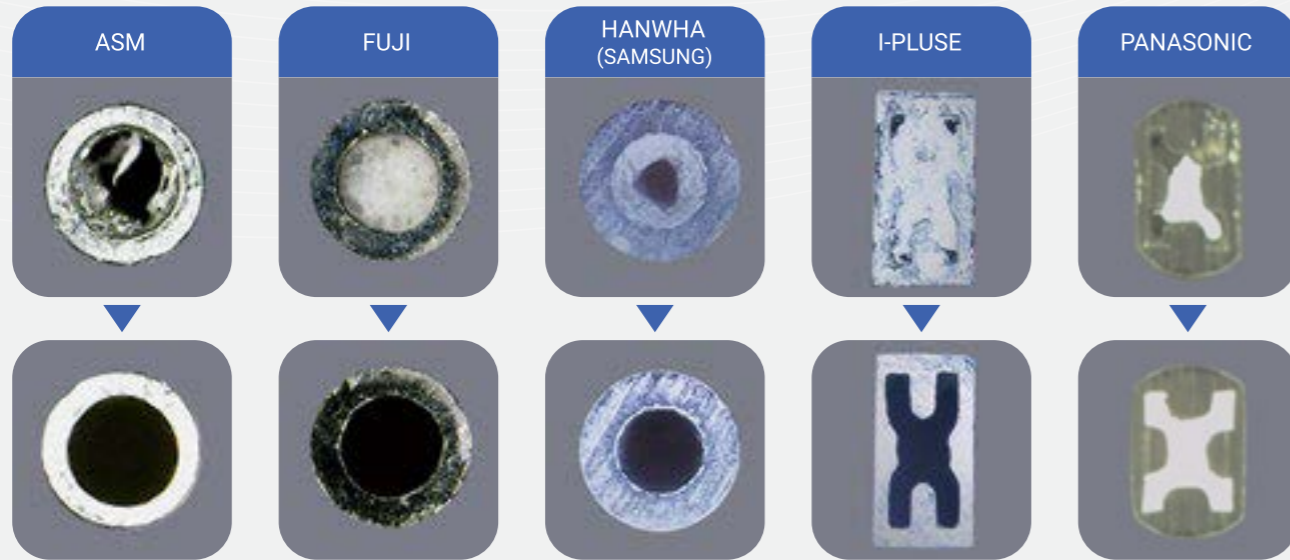 ASM
FUJI
HANWHA
(SAMSUNG)
I-PLUSE
PANASONIC